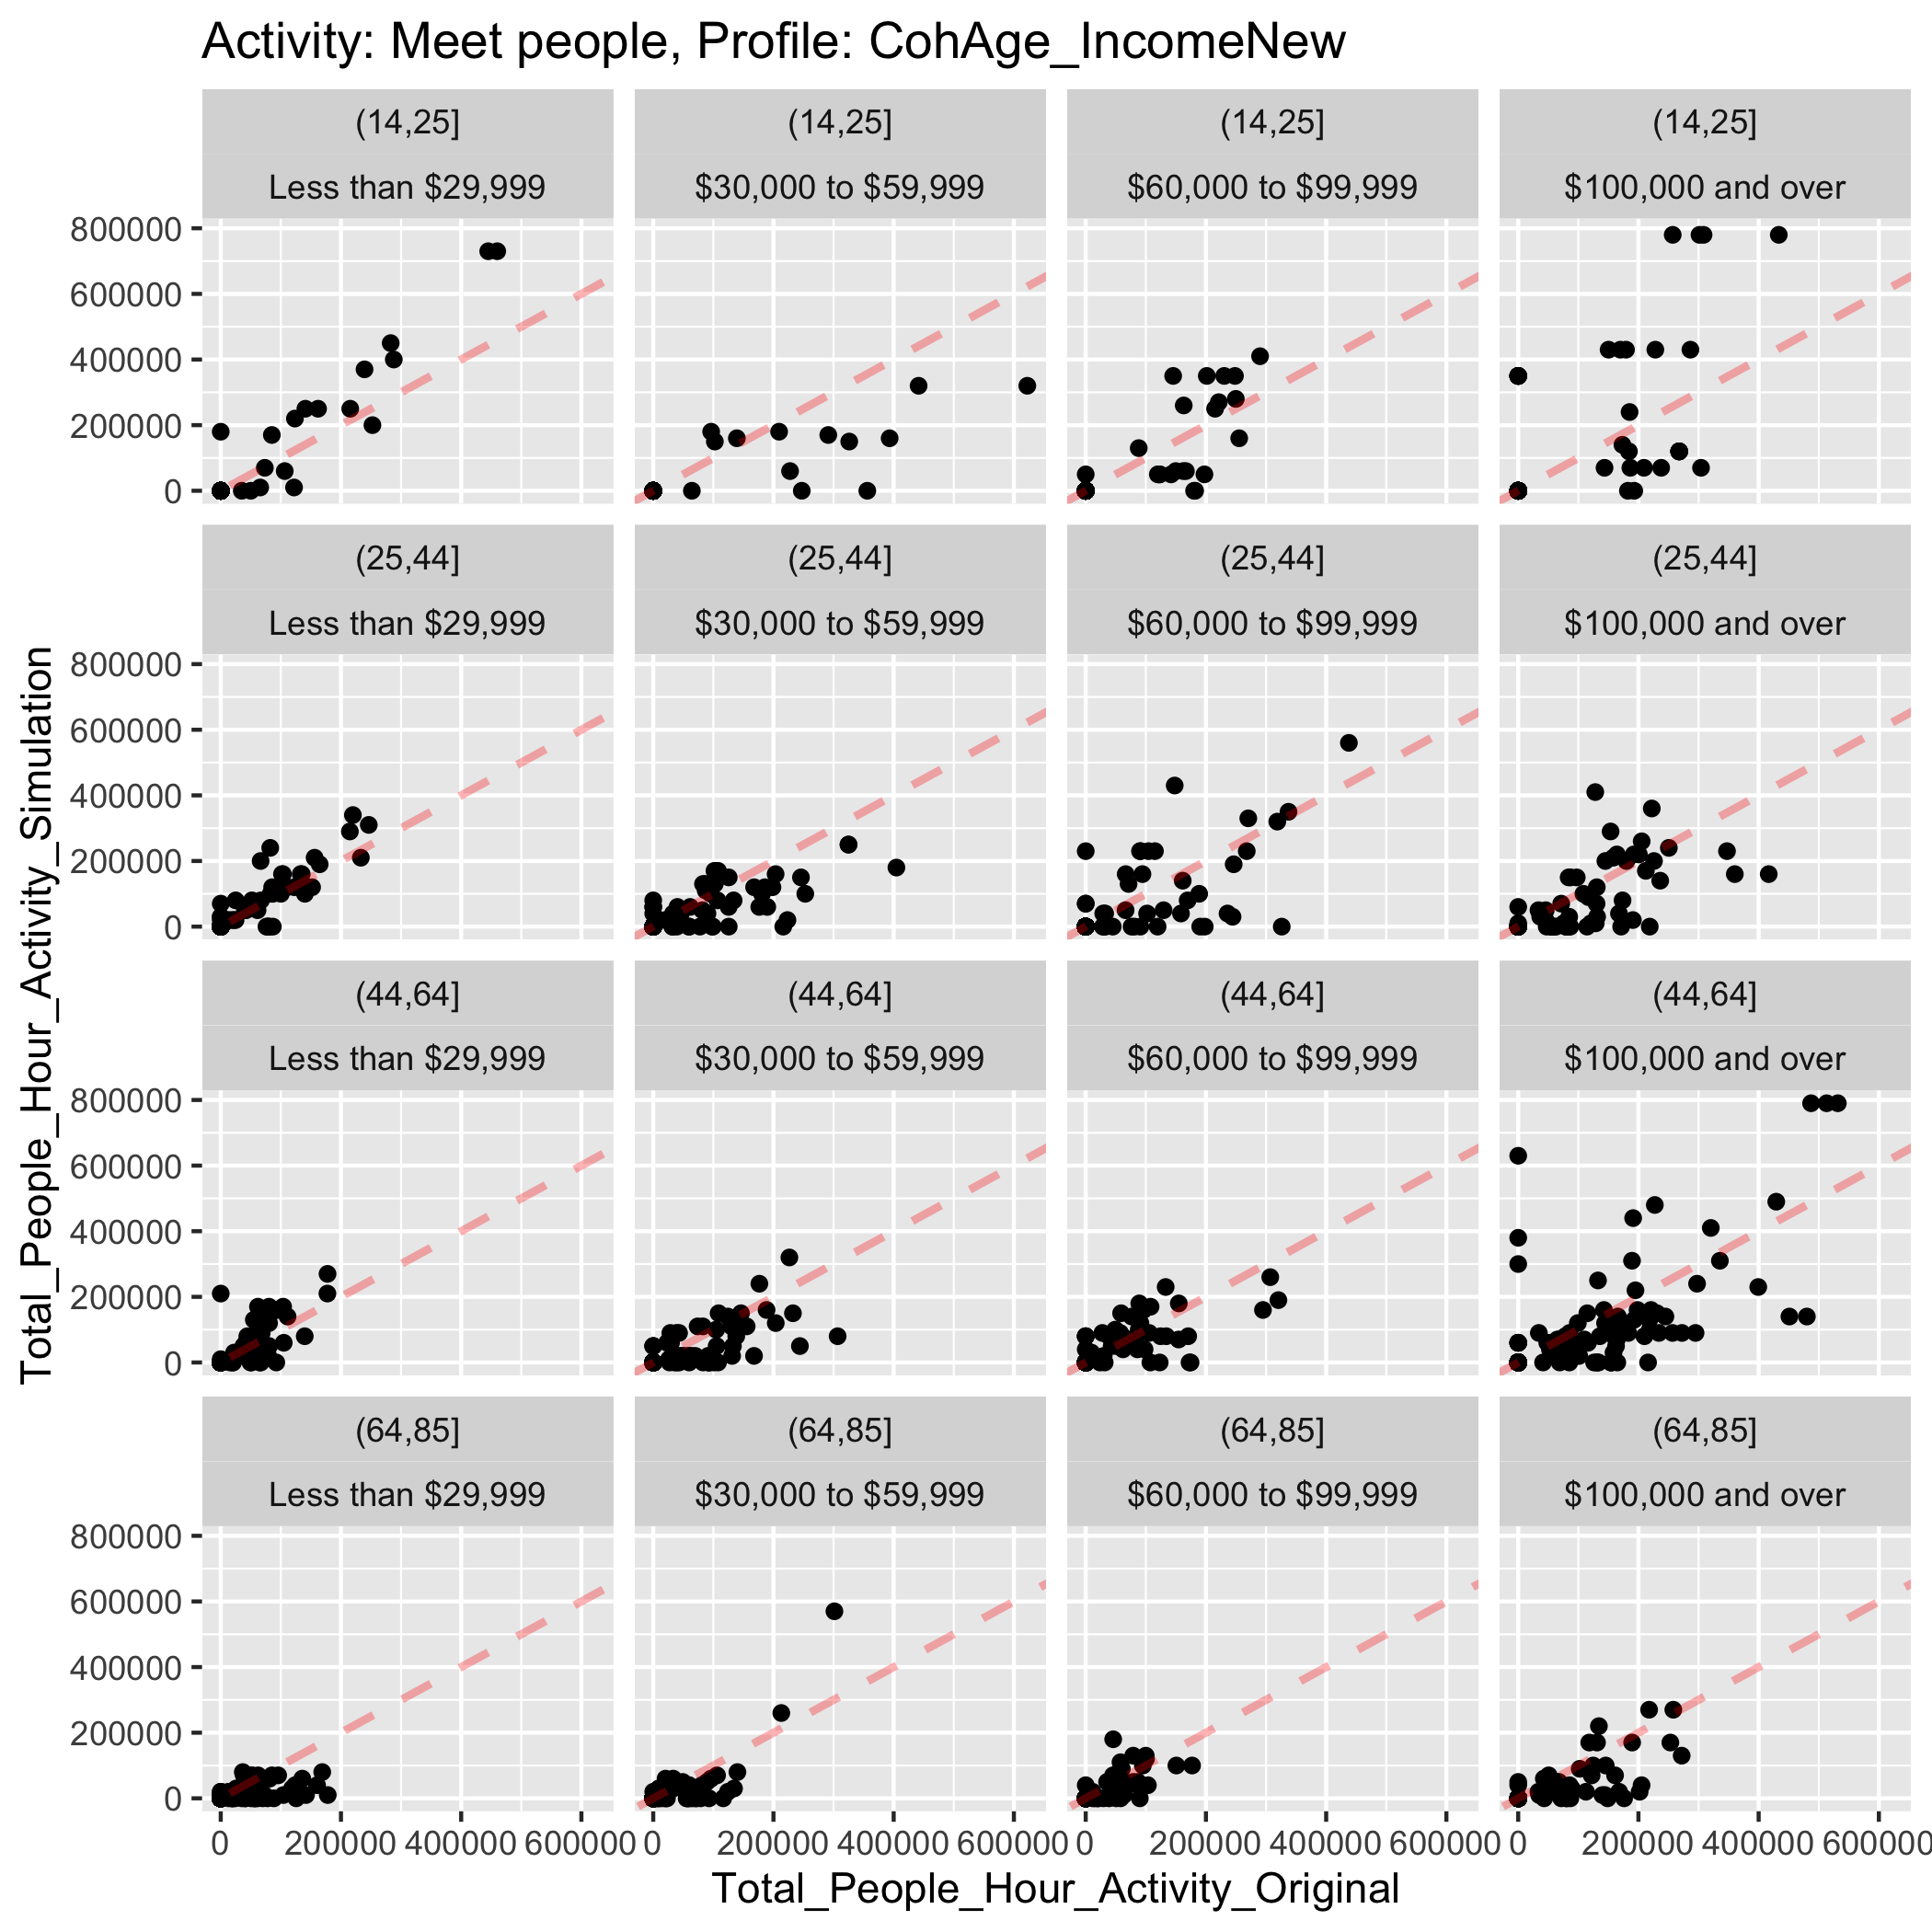 Activity: Meet people, Profile: CohAge_IncomeNew
(14,25] (14,25] (14,25] (14,25]
Less than $29,999 $30,000 to $59,999 $60,000 to $99,999 $100,000 and over
800000
600000
400000
200000
0
(25,44] (25,44] (25,44] (25,44]
Less than $29,999 $30,000 to $59,999 $60,000 to $99,999 $100,000 and over
800000
600000
400000
200000
0
Total_People_Hour_Activity_Simulation
(44,64] (44,64] (44,64] (44,64]
Less than $29,999 $30,000 to $59,999 $60,000 to $99,999 $100,000 and over
800000
600000
400000
200000
0
(64,85] (64,85] (64,85] (64,85]
Less than $29,999 $30,000 to $59,999 $60,000 to $99,999 $100,000 and over
800000
600000
400000
200000
0
0 200000 400000 600000 0 200000 400000 600000 0 200000 400000 600000 0 200000 400000 600000
Total_People_Hour_Activity_Original